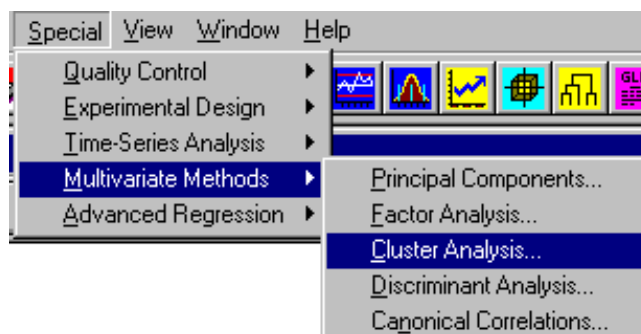 Special View Window Help
Quality Control
Experimental Design
Time-Series Analysis
Multivariate Methods
Advanced Regression
Principal Components...
Factor Analysis...
Cluster Analysis...
Discriminant Analysis...
Canonical Correlations...